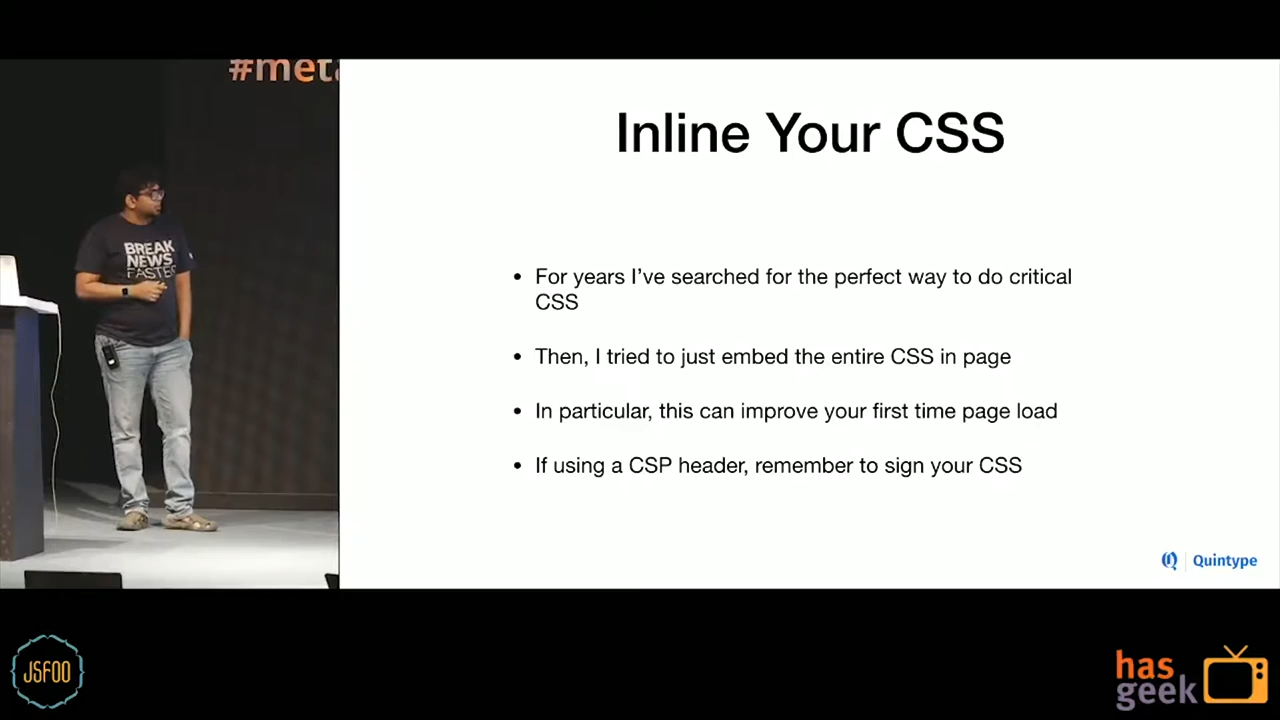 #meta
Inline Your CSS
BREAK
NEWS
FASTER
• For years I've searched for the perfect way to do critical
CSS
• Then, I tried to just embed the entire CSS in page
• In particular, this can improve your first time page load
• If using a CSP header, remember to sign your CSS
Quintype
JSFOO
has
geek